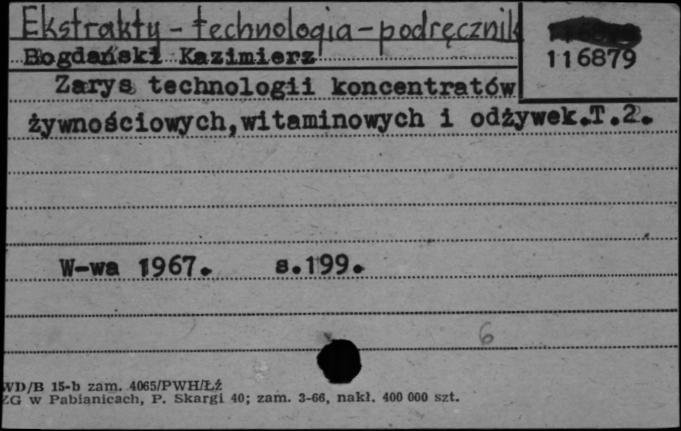 Ekstrakty - technologia - podręczniki
Bogdański Kazimierz
116879
Zarys technologii koncentratów
żywnościowych,witaminowych i odżywek.T.2.
W-wa 1967. s.199.
6
WD/B 15-b zam. 4065/PWH/Łź
ZG w Pabianicach, P. Skargi 40; zam. 3-66, nakł. 400 000 szt.